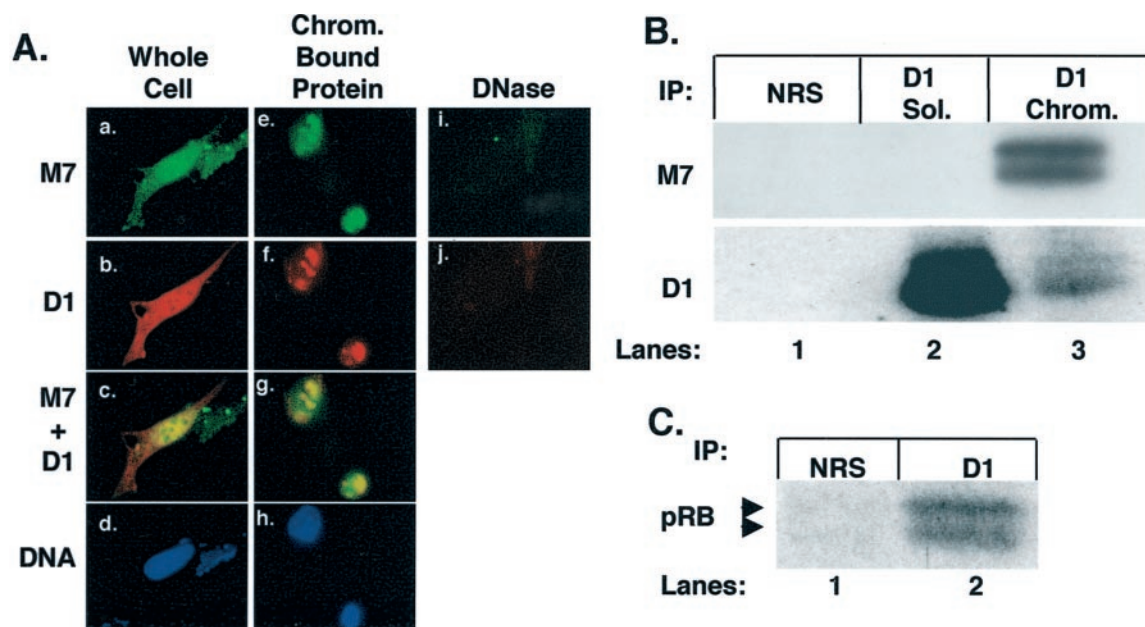 A.
Whole
Cell
Chrom.
Bound
Protein
DNase
a.
e.
i.
M7
b.
f.
j.
D1
c.
g.
M7
+
D1
d.
h.
DNA
B.
IP:
NRS
D1
Sol.
D1
Chrom.
M7
D1
Lanes: 1 2 3
C.
IP:
NRS
D1
pRB
Lanes: 1 2